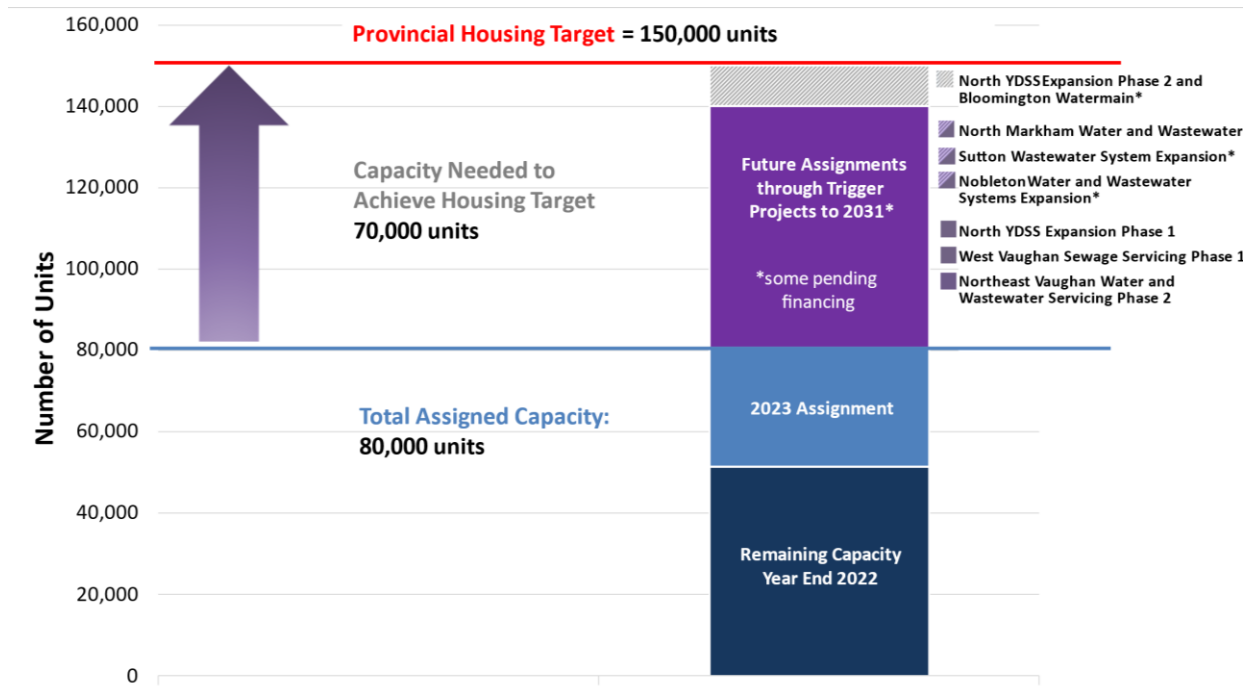 160,000
140,000
120,000
100,000
80,000
60,000
40,000
20,000
0
Number of Units
Provincial Housing Target = 150,000 units
Capacity Needed to
Achieve Housing Target
70,000 units
Total Assigned Capacity:
80,000 units
Future Assignments
through Trigger
Projects to 2031*
*some pending
financing
2023 Assignment
Remaining Capacity
Year End 2022
North YDSSExpansion Phase 2 and
Bloomington Watermain*
North Markham Water and Wastewater
Sutton Wastewater System Expansion*
Nobleton Water and Wastewater
Systems Expansion*
North YDSS Expansion Phase 1
West Vaughan Sewage Servicing Phase 1
Northeast Vaughan Water and
Wastewater Servicing Phase 2